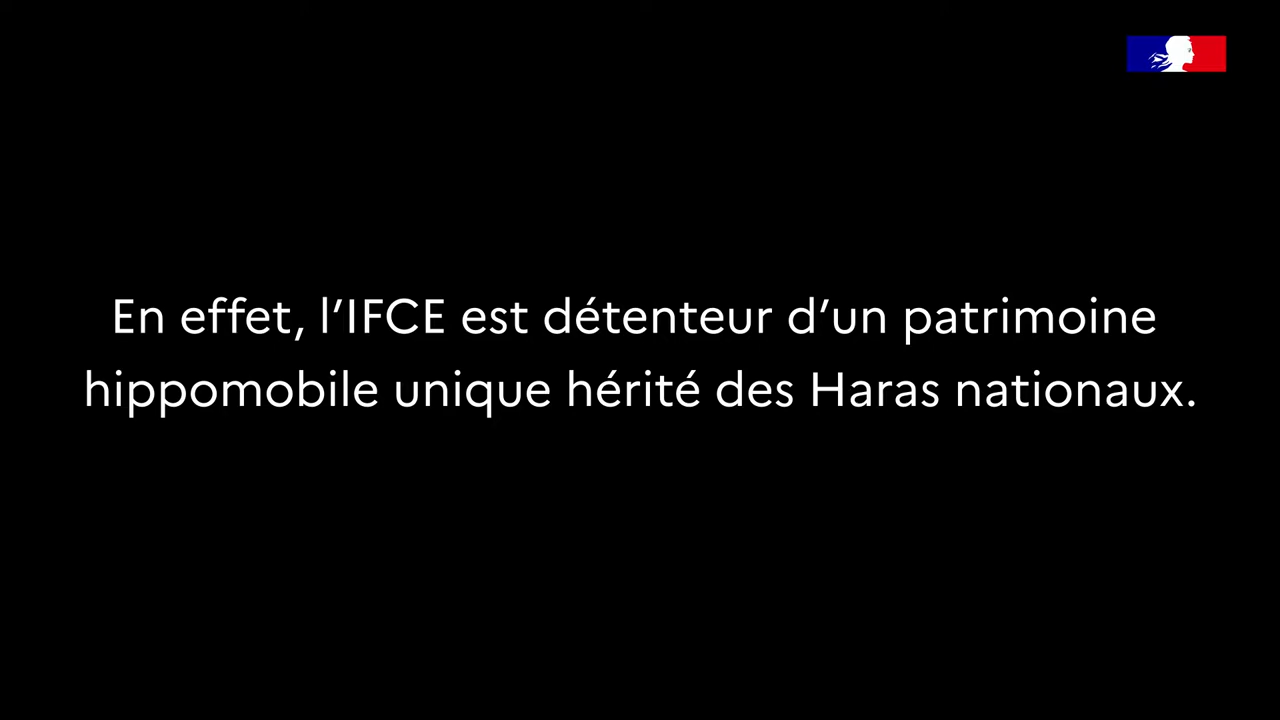 En effet, l’IFCE est détenteur d’un patrimoine
hippomobile unique hérité des Haras nationaux.